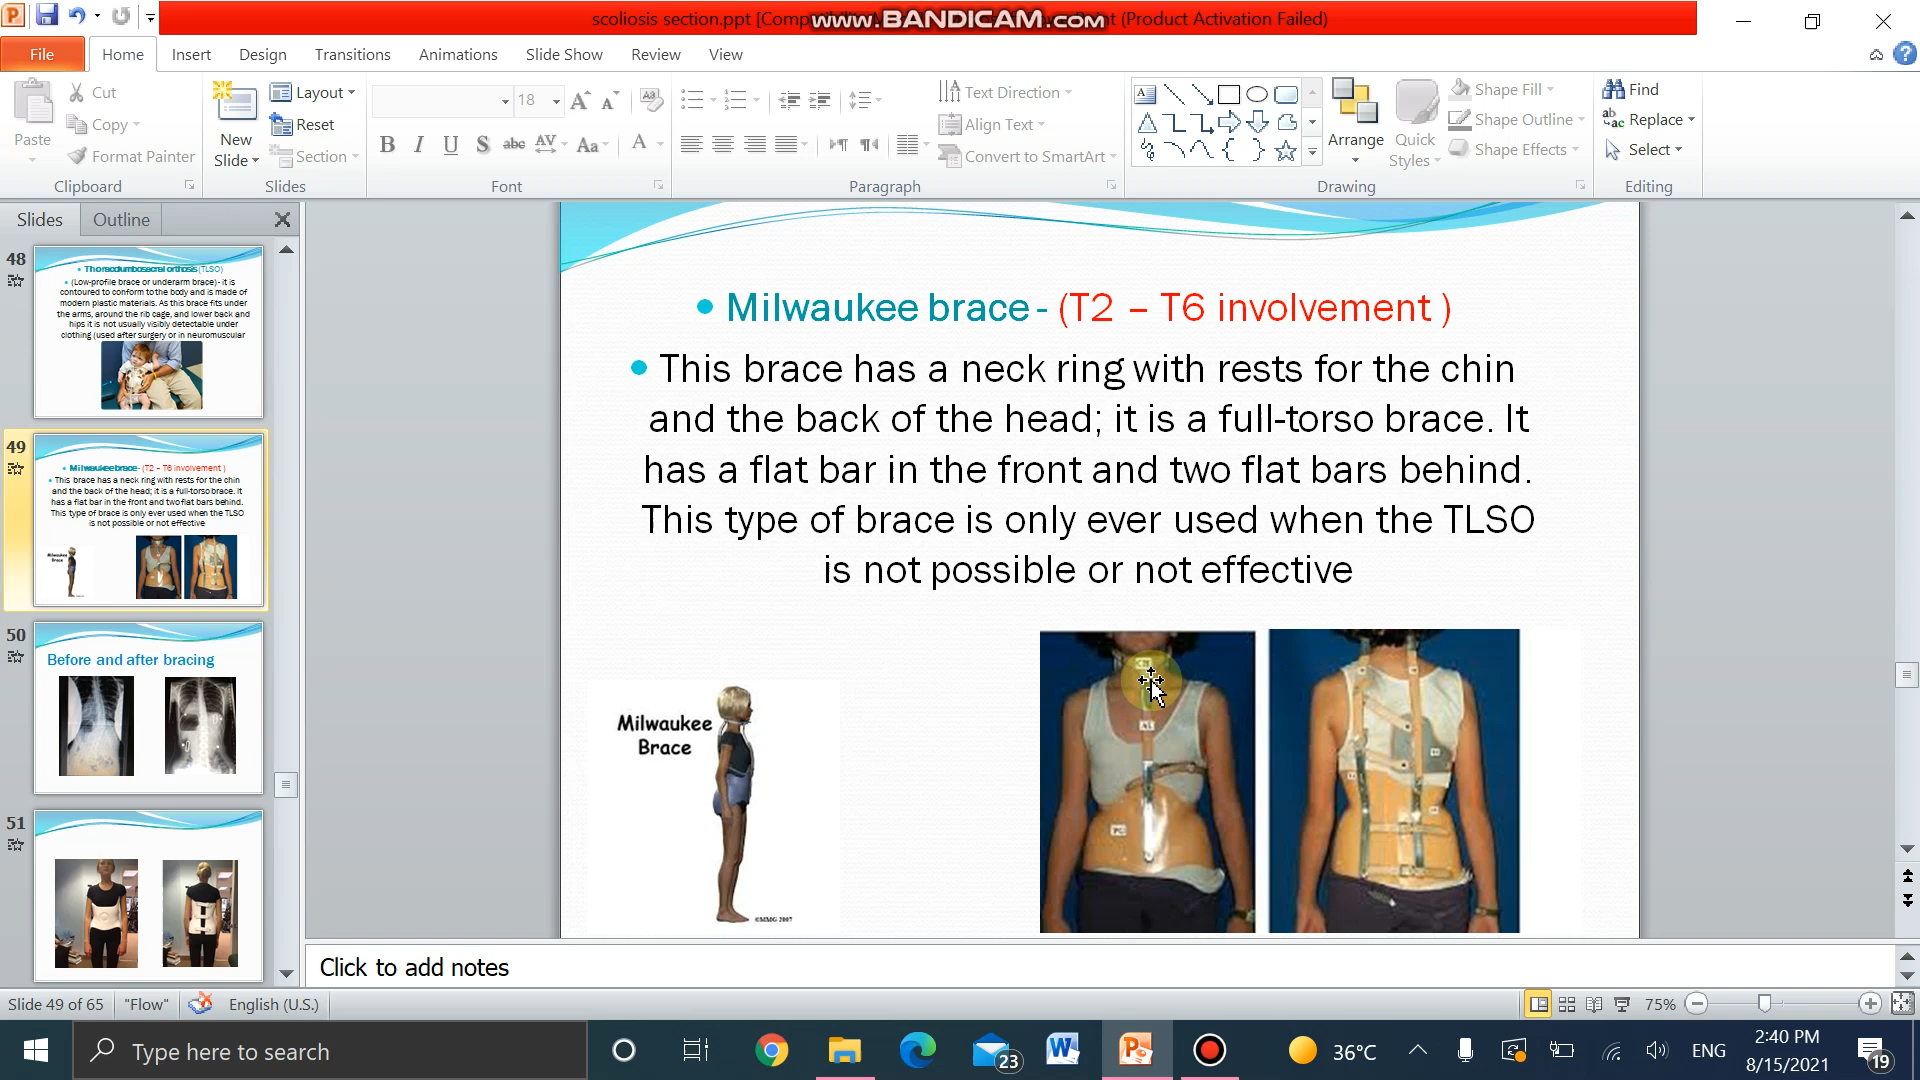 scoliosis section.ppt [Comp
www.BANDICAM.com
Point (Product Activation Failed)
File
Home
Insert
Design
Transitions
Animations
Slide Show
Review
View
Paste
Cut
Copy
Format Painter
Clipboard
New
Slide
Layout
Reset
Section
Slides
18
B I U S abc AV Aa A
Font
Text Direction
Align Text
Convert to SmartArt
Paragraph
Arrange
Quick
Styles
Shape Fill
Shape Outline
Shape Effects
Drawing
Find
Replace
Select
Editing
Slides
Outline
48
Thoracolumbosacral orthosis (TLSO)
(Low-profile brace or underarm brace)- it is
contoured to conform to the body and is made of
modern plastic materials. As this brace fits under
the arms, around the rib cage, and lower back and
hips it is not usually visibly detectable under
clothing (used after surgery or in neuromuscular
49
Milwaukee brace- (T2 – T6 involvement )
This brace has a neck ring with rests for the chin
and the back of the head; it is a full-torso brace. It
has a flat bar in the front and two flat bars behind.
This type of brace is only ever used when the TLSO
is not possible or not effective
Milwaukee
Brace
50
Before and after bracing
51
• Milwaukee brace - (T2 – T6 involvement )
• This brace has a neck ring with rests for the chin
and the back of the head; it is a full-torso brace. It
has a flat bar in the front and two flat bars behind.
This type of brace is only ever used when the TLSO
is not possible or not effective
Milwaukee
Brace
©MMG 2007
Click to add notes
Slide 49 of 65
"Flow"
English (U.S.)
75%
Type here to search
23
36°C
ENG
2:40 PM
8/15/2021
19